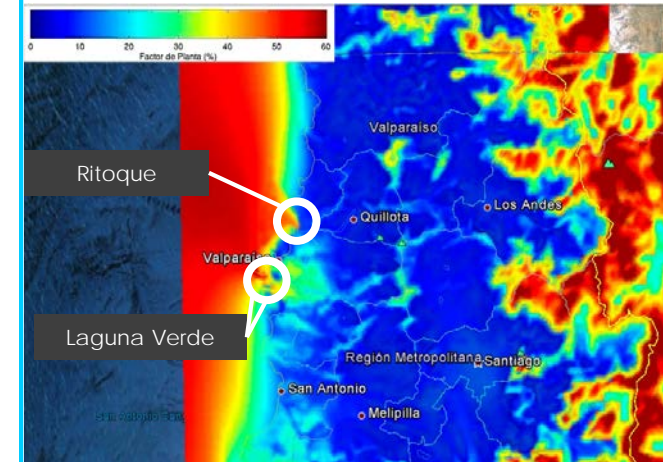 0 10 20 30 40 50 60
Factor de Planta (%)
Valparaíso
Ritoque
Quillota
Los Andes
Valparaíso
Laguna Verde
Región Metropolitana
Santiago
San Antonio
Melipilla